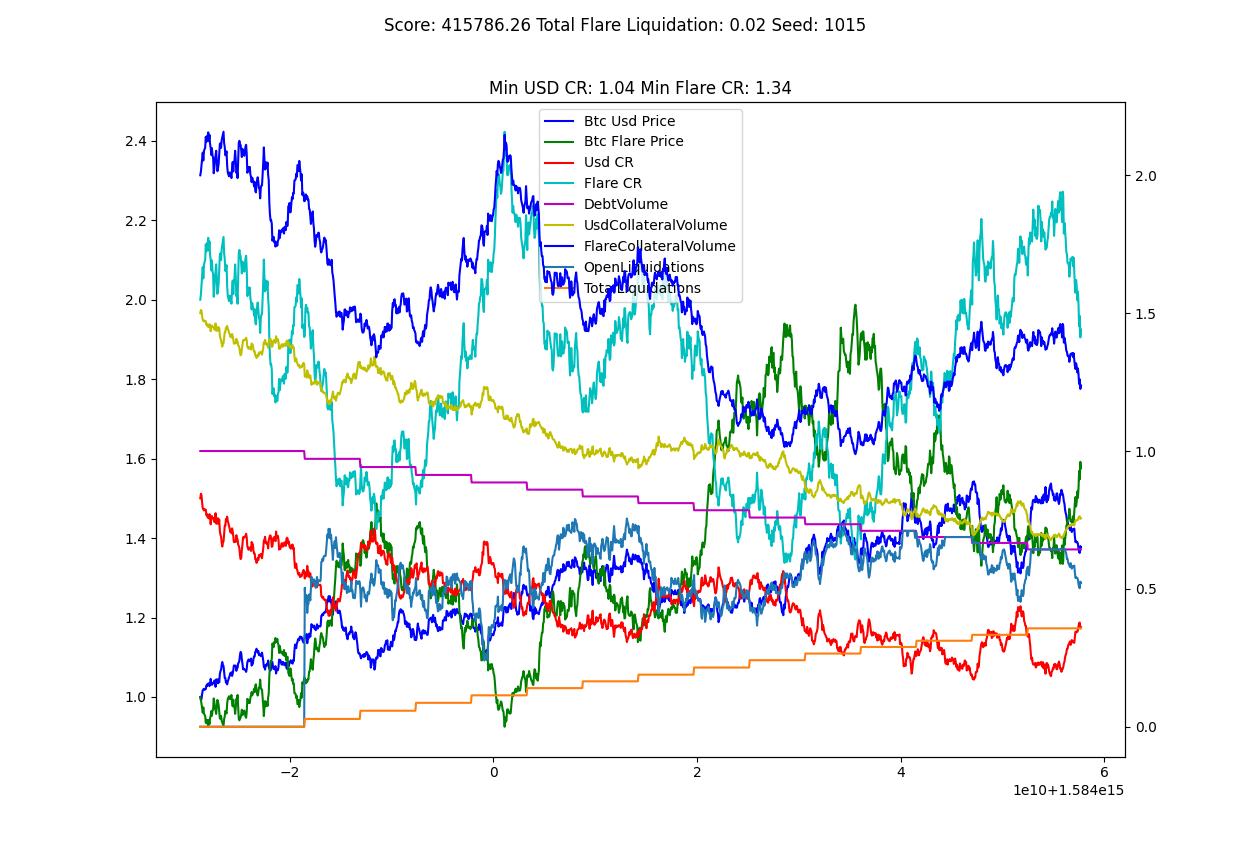 Score: 415786.26 Total Flare Liquidation: 0.02 Seed: 1015
Min USD CR: 1.04 Min Flare CR: 1.34
Btc Usd Price
Btc Flare Price
Usd CR
Flare CR
DebtVolume
UsdCollateralVolume
FlareCollateralVolume
OpenLiquidations
TotalLiquidations
2.4
2.2
2.0
1.8
1.6
1.4
1.2
1.0
2.0
1.5
1.0
0.5
0.0
−2
0
2
4
6
1e10+1.584e15